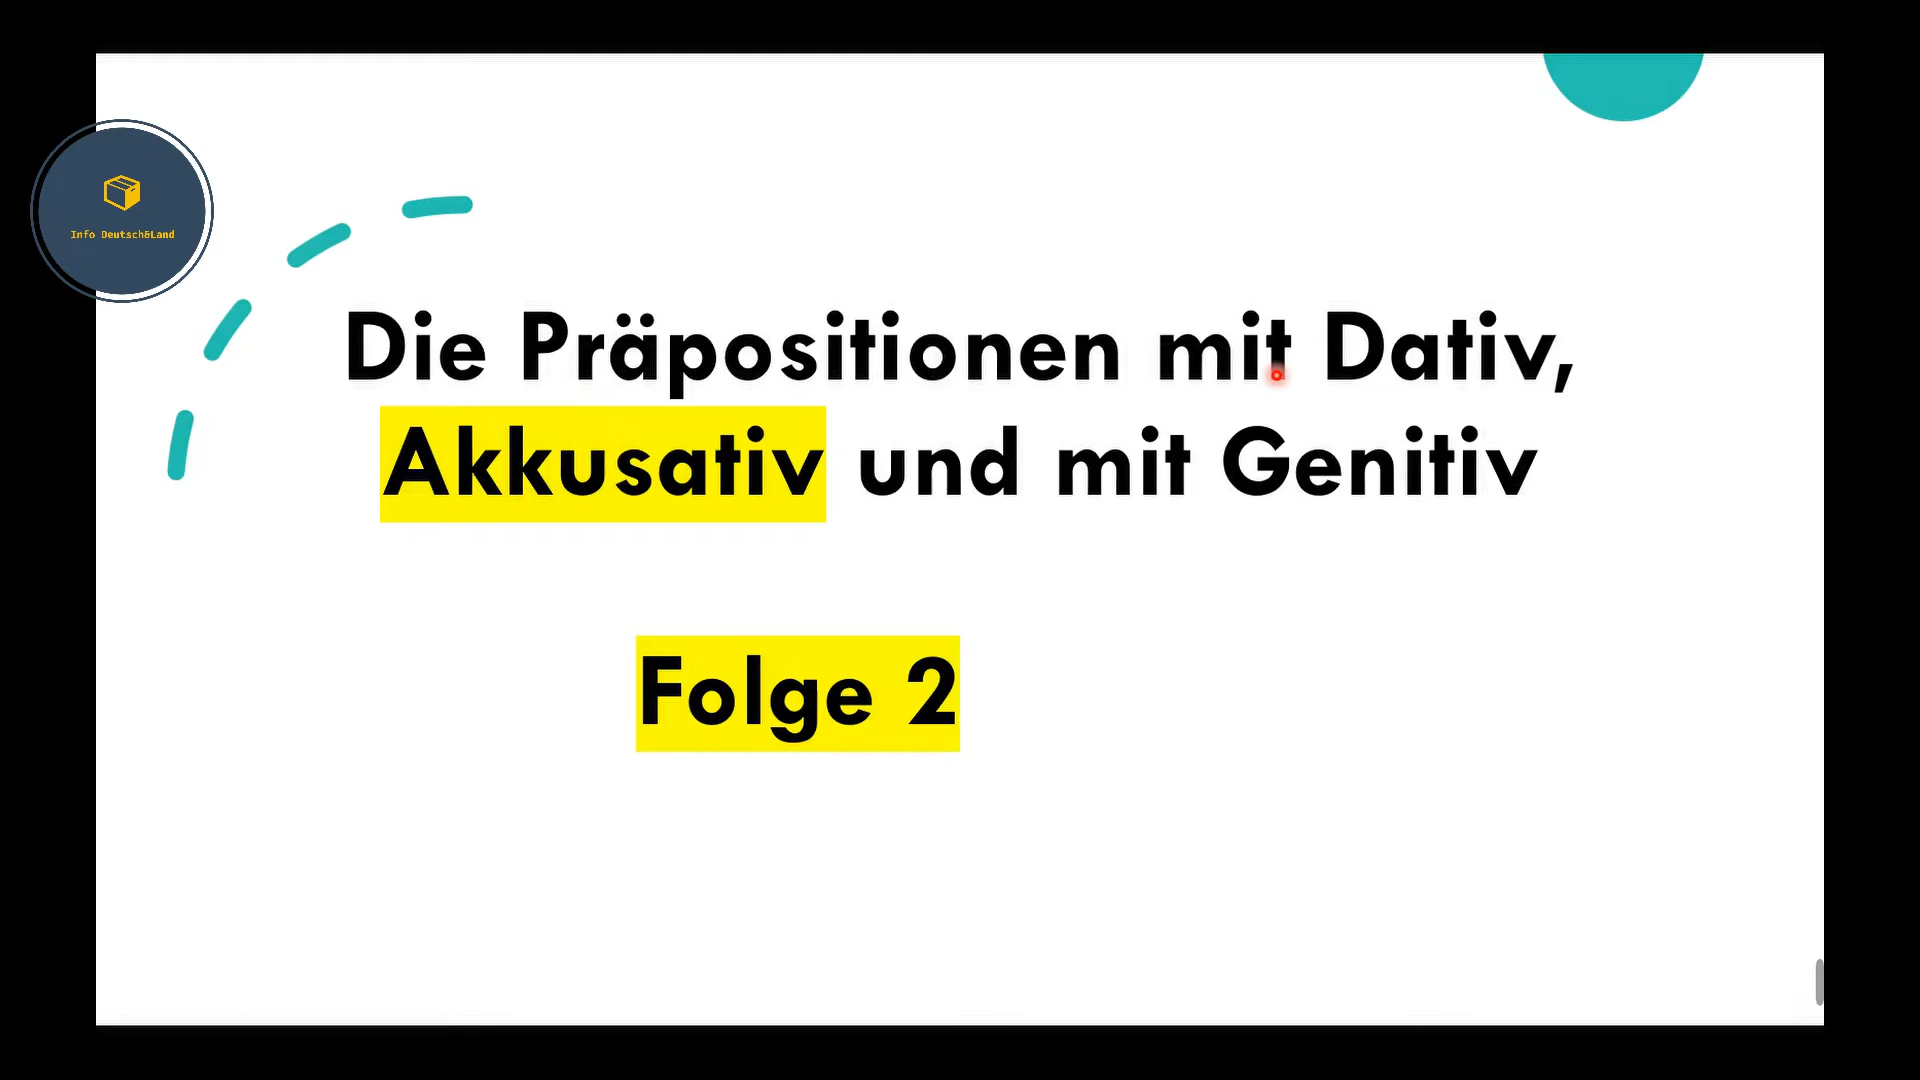 Info Deutsch&Land
Die Präpositionen mit Dativ,
Akkusativ und mit Genitiv
Folge 2